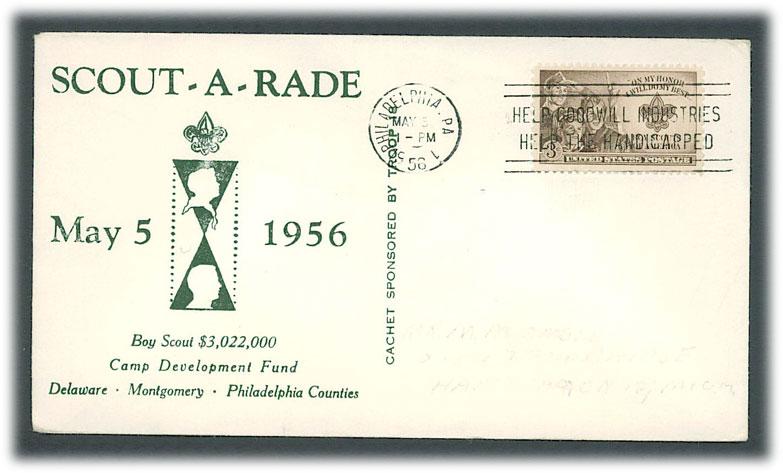 SCOUT-A-RADE
May 5 1956
Boy Scout $3,022,000
Camp Development Fund
Delaware · Montgomery · Philadelphia Counties
CACHET SPONSORED BY TROOP
PHILADELPHIA, PA.
MAY 5
- PM
56
HELP GOODWILL INDUSTRIES
HELP THE HANDICAPPED
"ON MY HONOR
I WILL DO MY BEST"
3¢
UNITED STATES POSTAGE